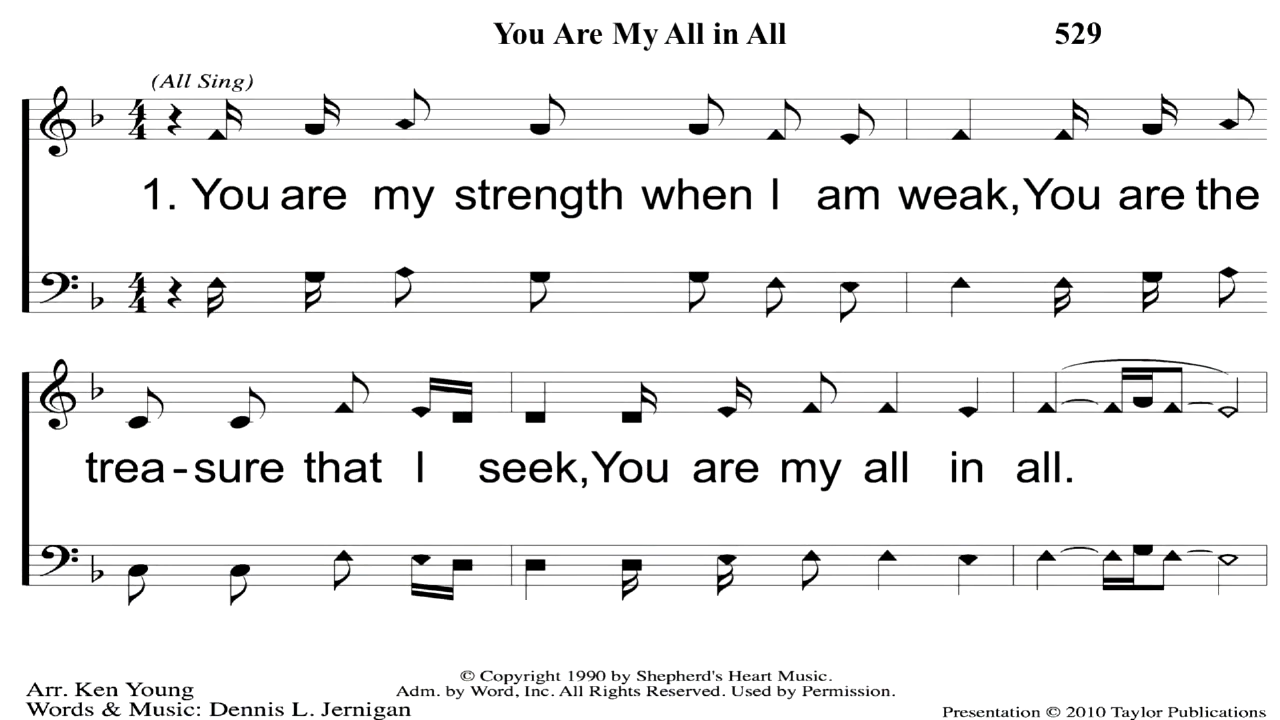 You Are My All in All 529
(All Sing)
1. You are my strength when I am weak, You are the
trea - sure that I seek, You are my all in all.
© Copyright 1990 by Shepherd's Heart Music.
Arr. Ken Young
Adm. by Word, Inc. All Rights Reserved. Used by Permission.
Words & Music: Dennis L. Jernigan
Presentation © 2010 Taylor Publications